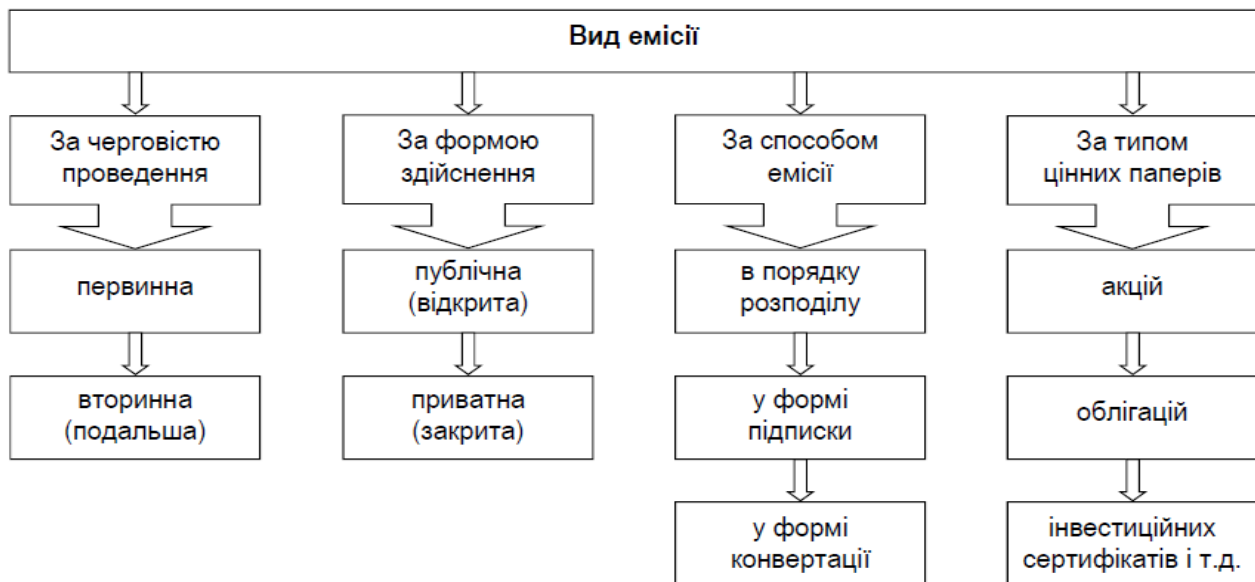 Вид емісії
За черговістю
проведення
За формою
здійснення
За способом
емісії
За типом
цінних паперів
первинна
публічна
(відкрита)
в порядку
розподілу
акцій
вторинна
(подальша)
приватна
(закрита)
у формі
підписки
облігацій
у формі
конвертації
інвестиційних
сертифікатів і т.д.